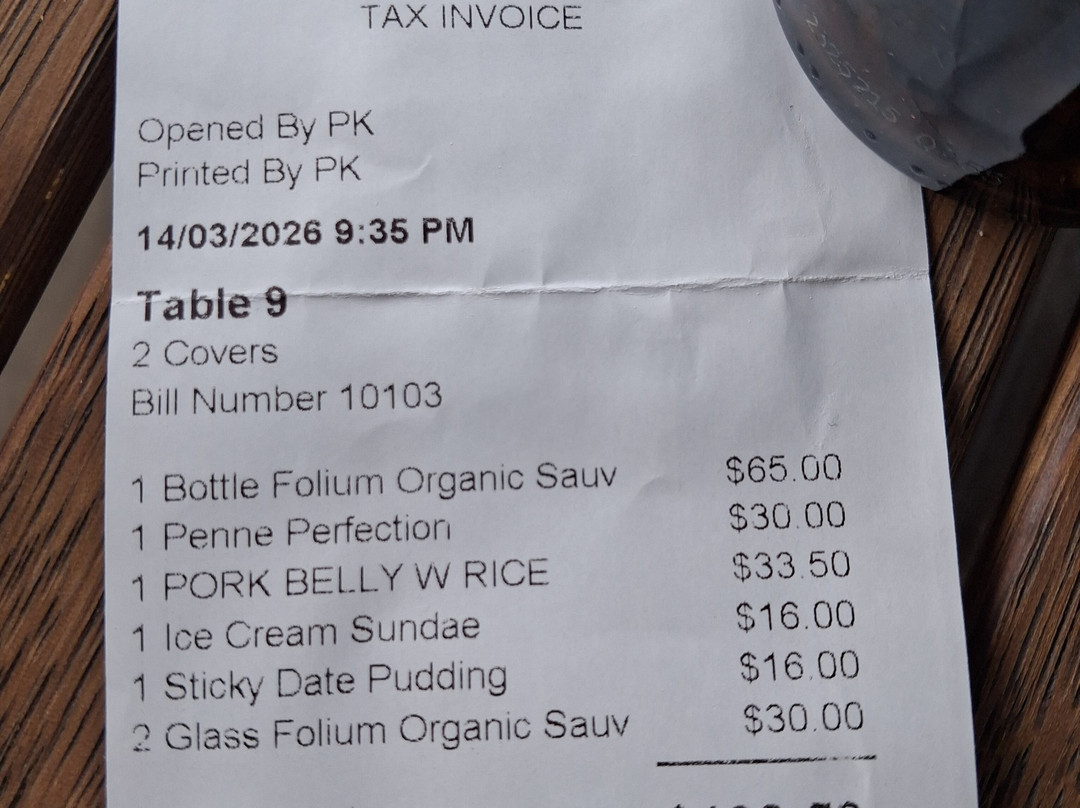 TAX INVOICE
Opened By PK
Printed By PK
14/03/2026 9:35 PM
Table 9
2 Covers
Bill Number 10103
1 Bottle Folium Organic Sauv $65.00
1 Penne Perfection $30.00
1 PORK BELLY W RICE $33.50
1 Ice Cream Sundae $16.00
1 Sticky Date Pudding $16.00
2 Glass Folium Organic Sauv $30.00